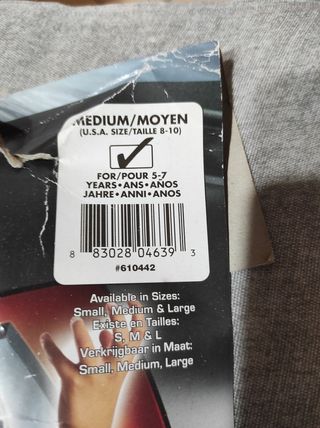 MEDIUM/MOYEN
(U.S.A. SIZE/TAILLE 8-10)
FOR/POUR 5-7
YEARS•ANS•AÑOS
JAHRE•ANNI•ANOS
8 83028 04639 3
#610442
Available in Sizes:
Small, Medium & Large
Existe en Tailles:
S, M & L
Verkrijgbaar in Maat:
Small, Medium, Large